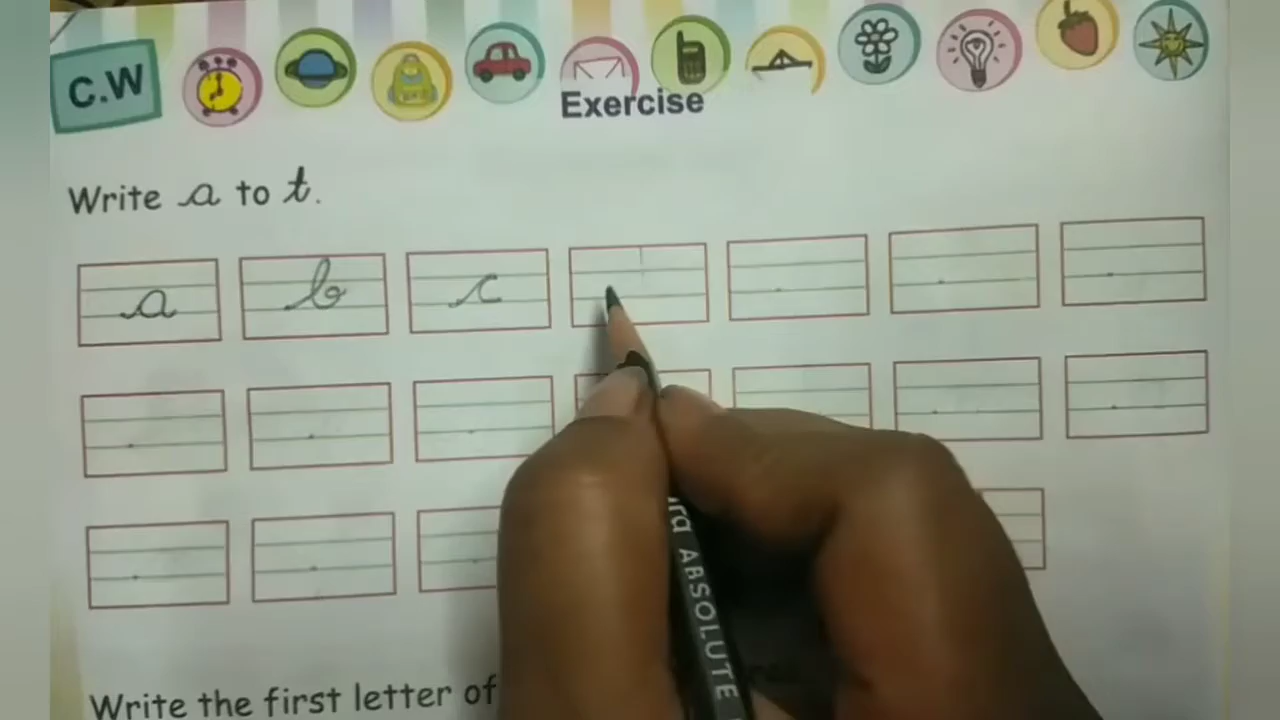 C.W
Exercise
Write a to t.
a b c
Write the first letter of
ABSOLUTE